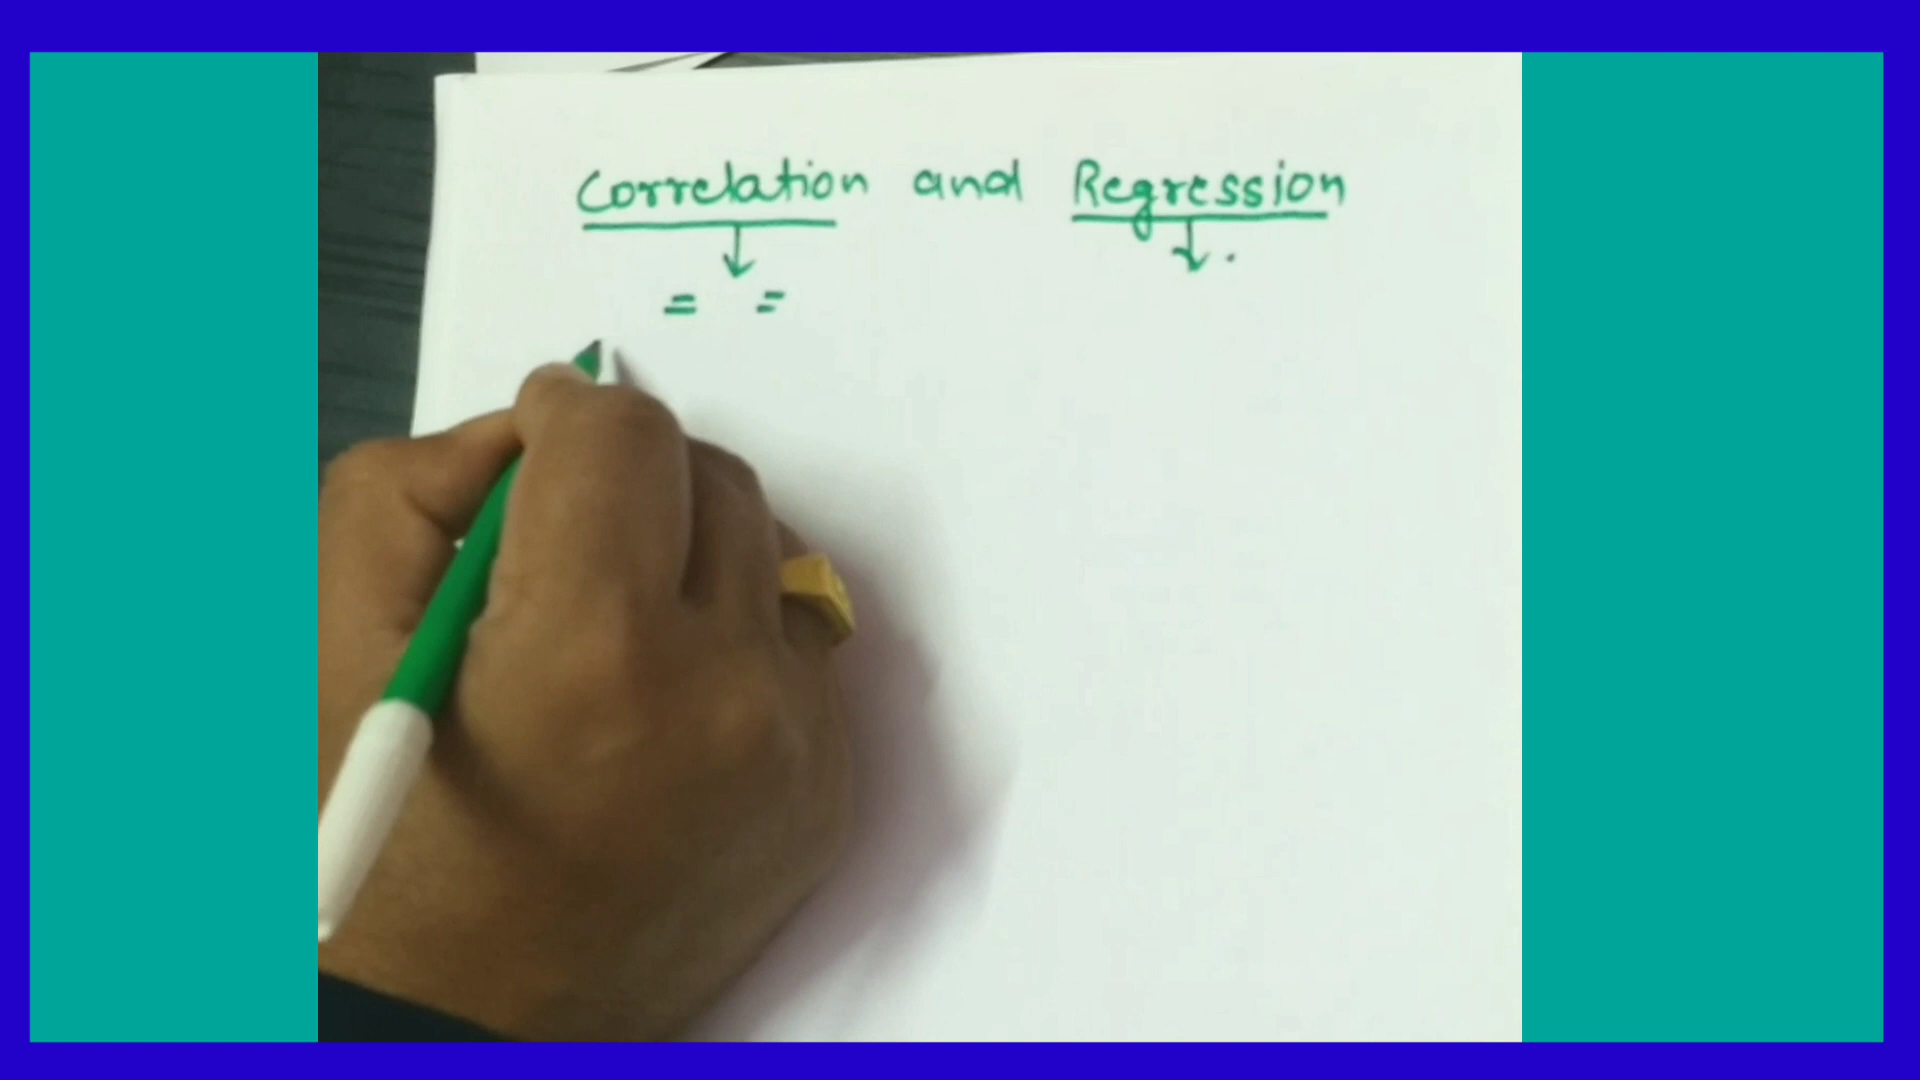 Correlation and Regression
= =